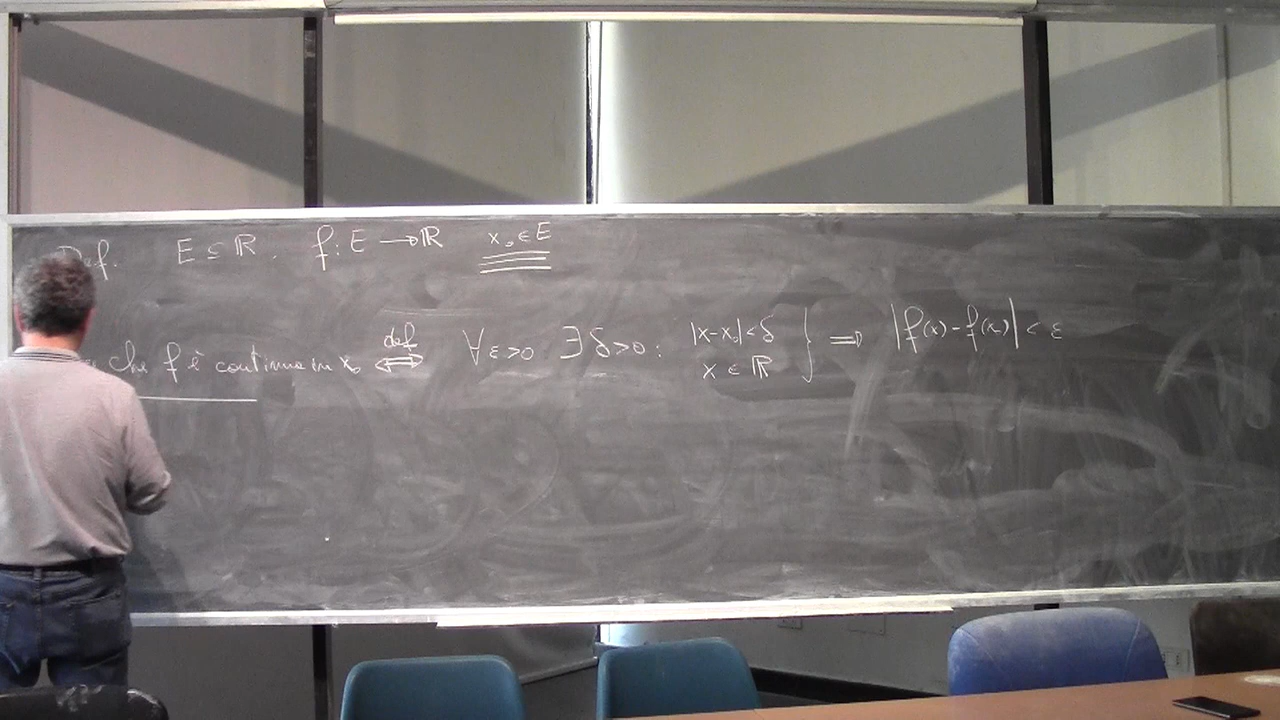 Def. E ⊆ ℝ. f: E → ℝ x₀ ∈ E
che f è continua in x₀ ⇔ def ∀ε>0 ∃δ>0: |x-x₀|<δ x ∈ ℝ } ⟹ |f(x)-f(x₀)| < ε